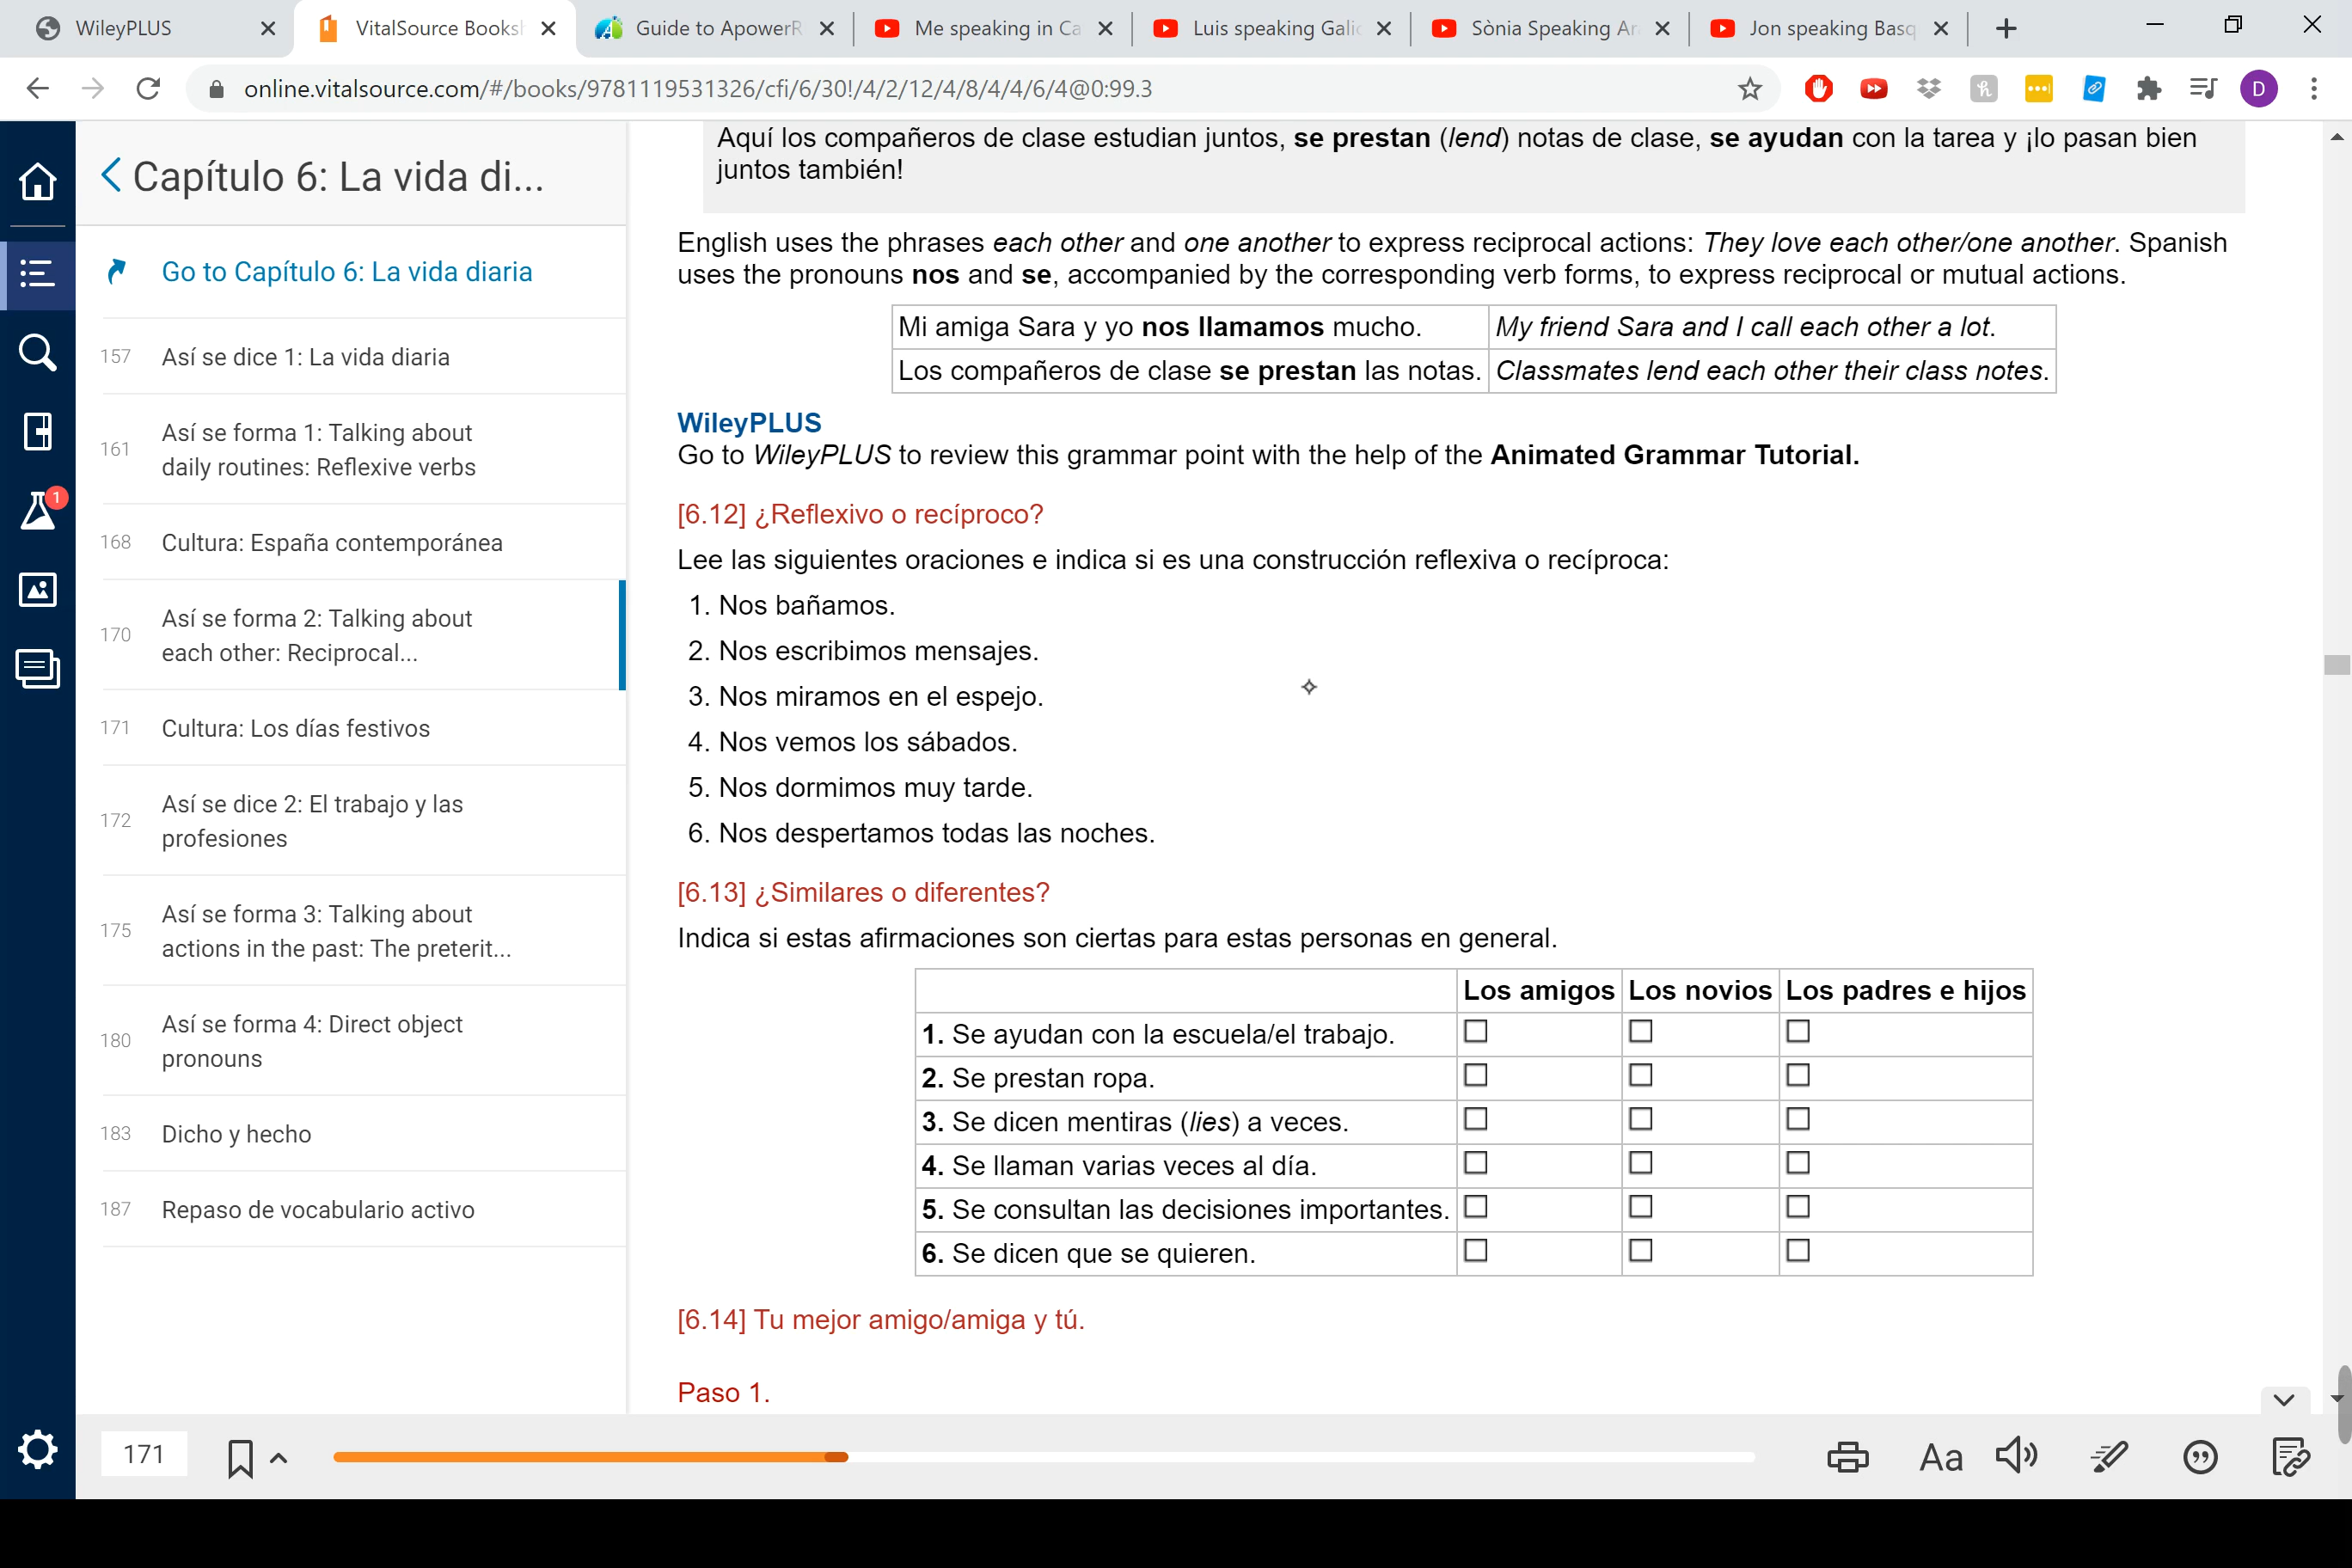 WileyPLUS
VitalSource Booksh
Guide to ApowerR
Me speaking in Ca
Luis speaking Galic
Sònia Speaking Ar
Jon speaking Basq
online.vitalsource.com/#/books/9781119531326/cfi/6/30!/4/2/12/4/8/4/4/6/4@0:99.3
D
Capítulo 6: La vida di...
Go to Capítulo 6: La vida diaria
157 Así se dice 1: La vida diaria
161 Así se forma 1: Talking about
daily routines: Reflexive verbs
168 Cultura: España contemporánea
170 Así se forma 2: Talking about
each other: Reciprocal...
171 Cultura: Los días festivos
172 Así se dice 2: El trabajo y las
profesiones
175 Así se forma 3: Talking about
actions in the past: The preterit...
180 Así se forma 4: Direct object
pronouns
183 Dicho y hecho
187 Repaso de vocabulario activo
1
Aquí los compañeros de clase estudian juntos, se prestan (lend) notas de clase, se ayudan con la tarea y ¡lo pasan bien
juntos también!
English uses the phrases each other and one another to express reciprocal actions: They love each other/one another. Spanish
uses the pronouns nos and se, accompanied by the corresponding verb forms, to express reciprocal or mutual actions.
Mi amiga Sara y yo nos llamamos mucho. My friend Sara and I call each other a lot.
Los compañeros de clase se prestan las notas. Classmates lend each other their class notes.
WileyPLUS
Go to WileyPLUS to review this grammar point with the help of the Animated Grammar Tutorial.
[6.12] ¿Reflexivo o recíproco?
Lee las siguientes oraciones e indica si es una construcción reflexiva o recíproca:
1. Nos bañamos.
2. Nos escribimos mensajes.
3. Nos miramos en el espejo.
4. Nos vemos los sábados.
5. Nos dormimos muy tarde.
6. Nos despertamos todas las noches.
[6.13] ¿Similares o diferentes?
Indica si estas afirmaciones son ciertas para estas personas en general.
Los amigos Los novios Los padres e hijos
1. Se ayudan con la escuela/el trabajo.
2. Se prestan ropa.
3. Se dicen mentiras (lies) a veces.
4. Se llaman varias veces al día.
5. Se consultan las decisiones importantes.
6. Se dicen que se quieren.
[6.14] Tu mejor amigo/amiga y tú.
Paso 1.
171
Aa